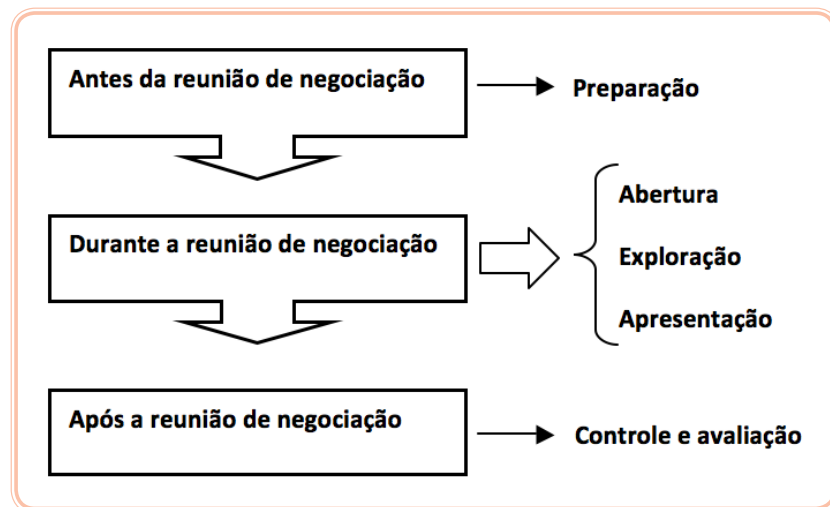 Antes da reunião de negociação
Preparação
Durante a reunião de negociação
Abertura
Exploração
Apresentação
Após a reunião de negociação
Controle e avaliação